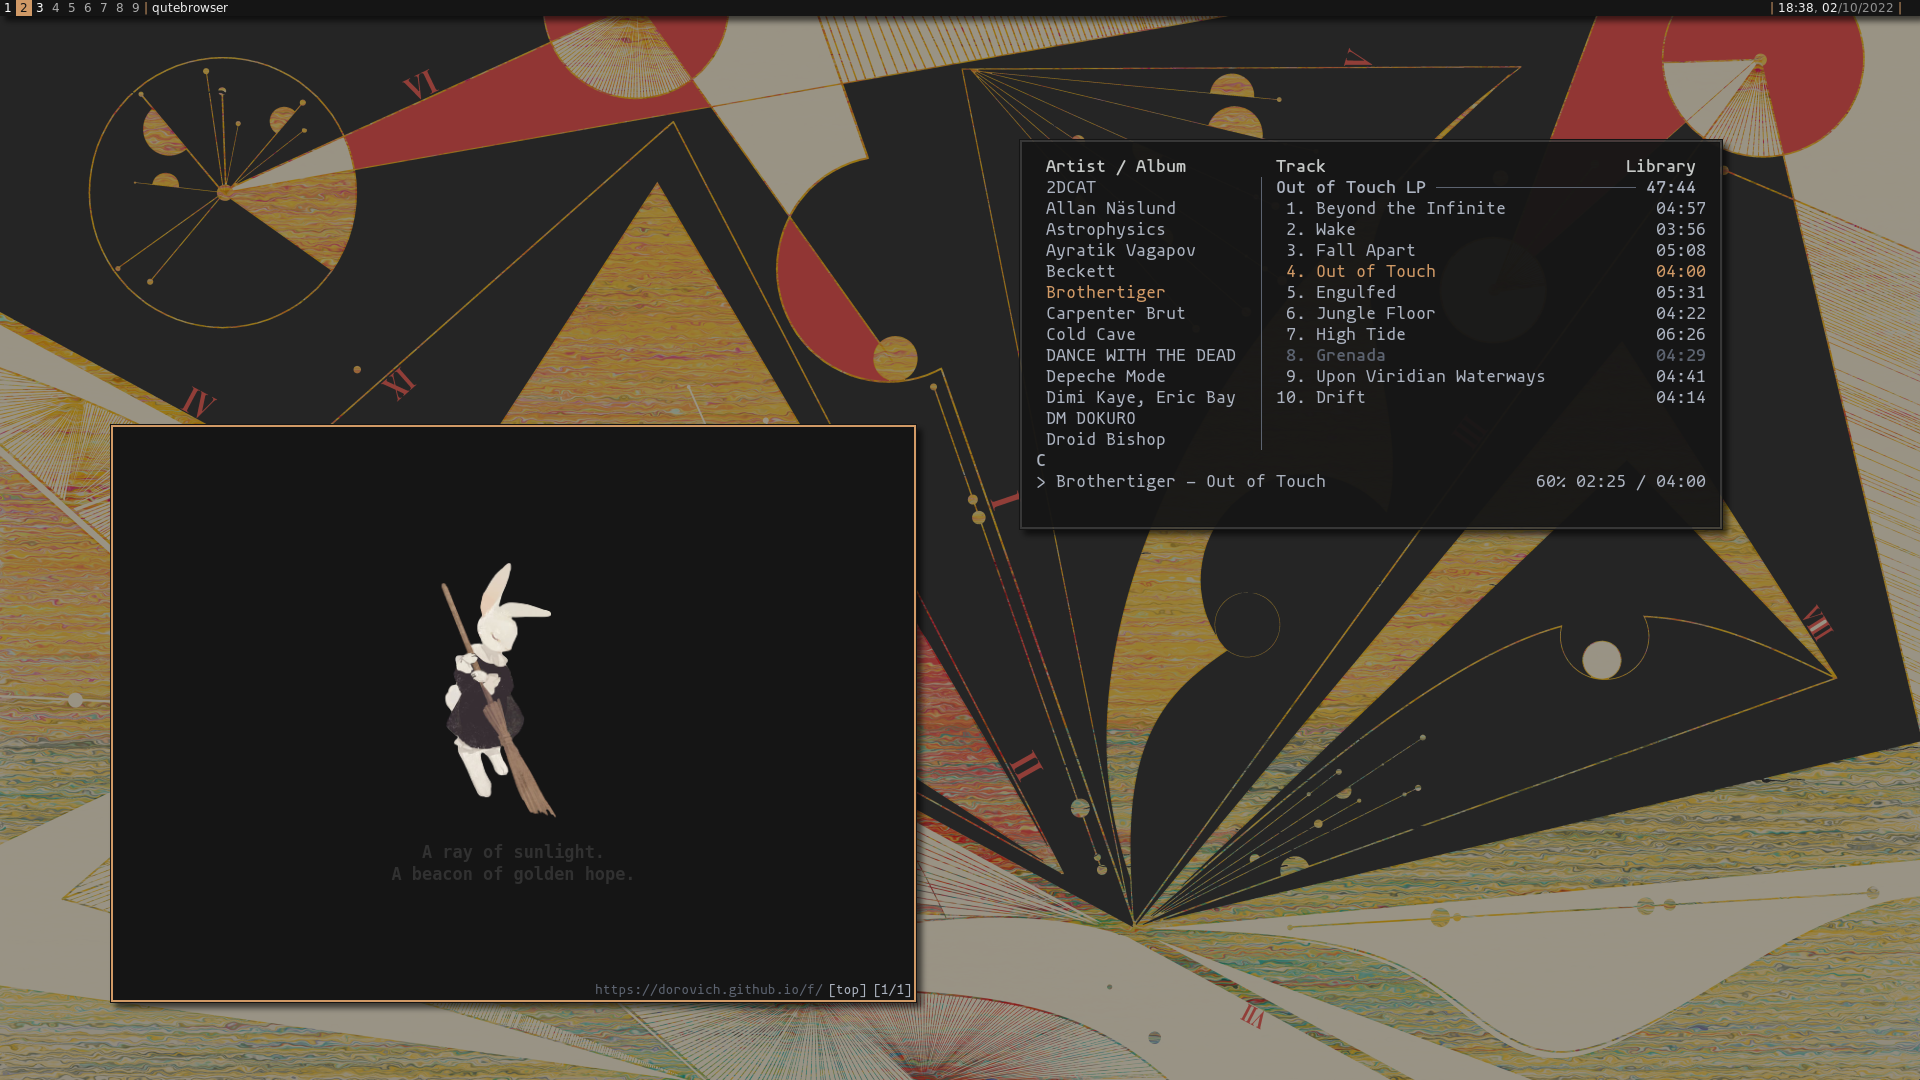 1 2 3 4 5 6 7 8 9 | qutebrowser
| 18:38, 02/10/2022 |
VI
V
IV
XI
I
II
VII
VII
Artist / Album
2DCAT
Allan Näslund
Astrophysics
Ayratik Vagapov
Beckett
Brothertiger
Carpenter Brut
Cold Cave
DANCE WITH THE DEAD
Depeche Mode
Dimi Kaye, Eric Bay
DM DOKURO
Droid Bishop
Track Library
Out of Touch LP 47:44
1. Beyond the Infinite 04:57
2. Wake 03:56
3. Fall Apart 05:08
4. Out of Touch 04:00
5. Engulfed 05:31
6. Jungle Floor 04:22
7. High Tide 06:26
8. Grenada 04:29
9. Upon Viridian Waterways 04:41
10. Drift 04:14
C
> Brothertiger – Out of Touch 60% 02:25 / 04:00
A ray of sunlight.
A beacon of golden hope.
https://dorovich.github.io/f/ [top] [1/1]